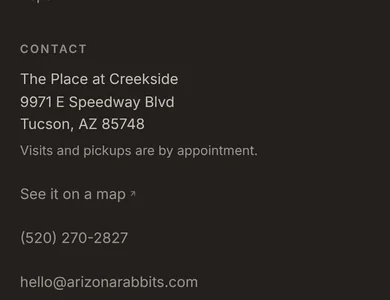 CONTACT
The Place at Creekside
9971 E Speedway Blvd
Tucson, AZ 85748
Visits and pickups are by appointment.
See it on a map ↗
(520) 270-2827
hello@arizonarabbits.com